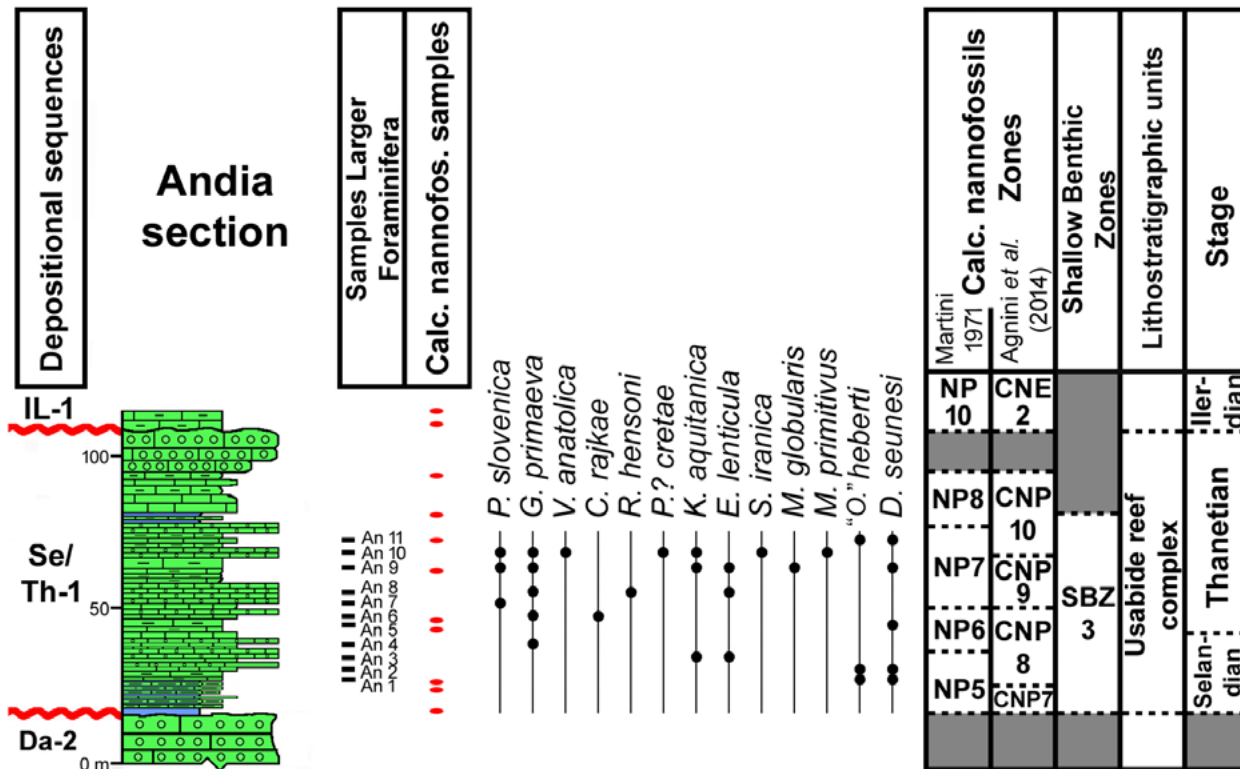 Depositional sequences
Andia
section
Samples Larger
Foraminifera
Calc. nannofos. samples
P. slovenica
G. primaeva
V. anatolica
C. rajkae
R. hensoni
P.? cretae
K. aquitanica
E. lenticula
S. iranica
M. globularis
M. primitivus
"O." heberti
D. seunesi
Calc. nannofossils
Zones
Martini
1971
Agnini et al.
(2014)
Shallow Benthic
Zones
Lithostratigraphic units
Stage
IL-1
Se/
Th-1
Da-2
100
50
0 m
An 11
An 10
An 9
An 8
An 7
An 6
An 5
An 4
An 3
An 2
An 1
NP
10
NP8
NP7
NP6
NP5
CNE
2
CNP
10
CNP
9
CNP
8
CNP7
SBZ
3
Usabide reef
complex
Iller-
dian
Thanetian
Selan-
dian